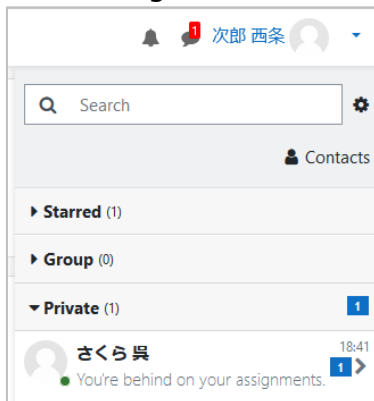 1 次郎 西条
Search
Contacts
Starred (1)
Group (0)
Private (1) 1
さくら 呉 18:41
You're behind on your assignments. 1